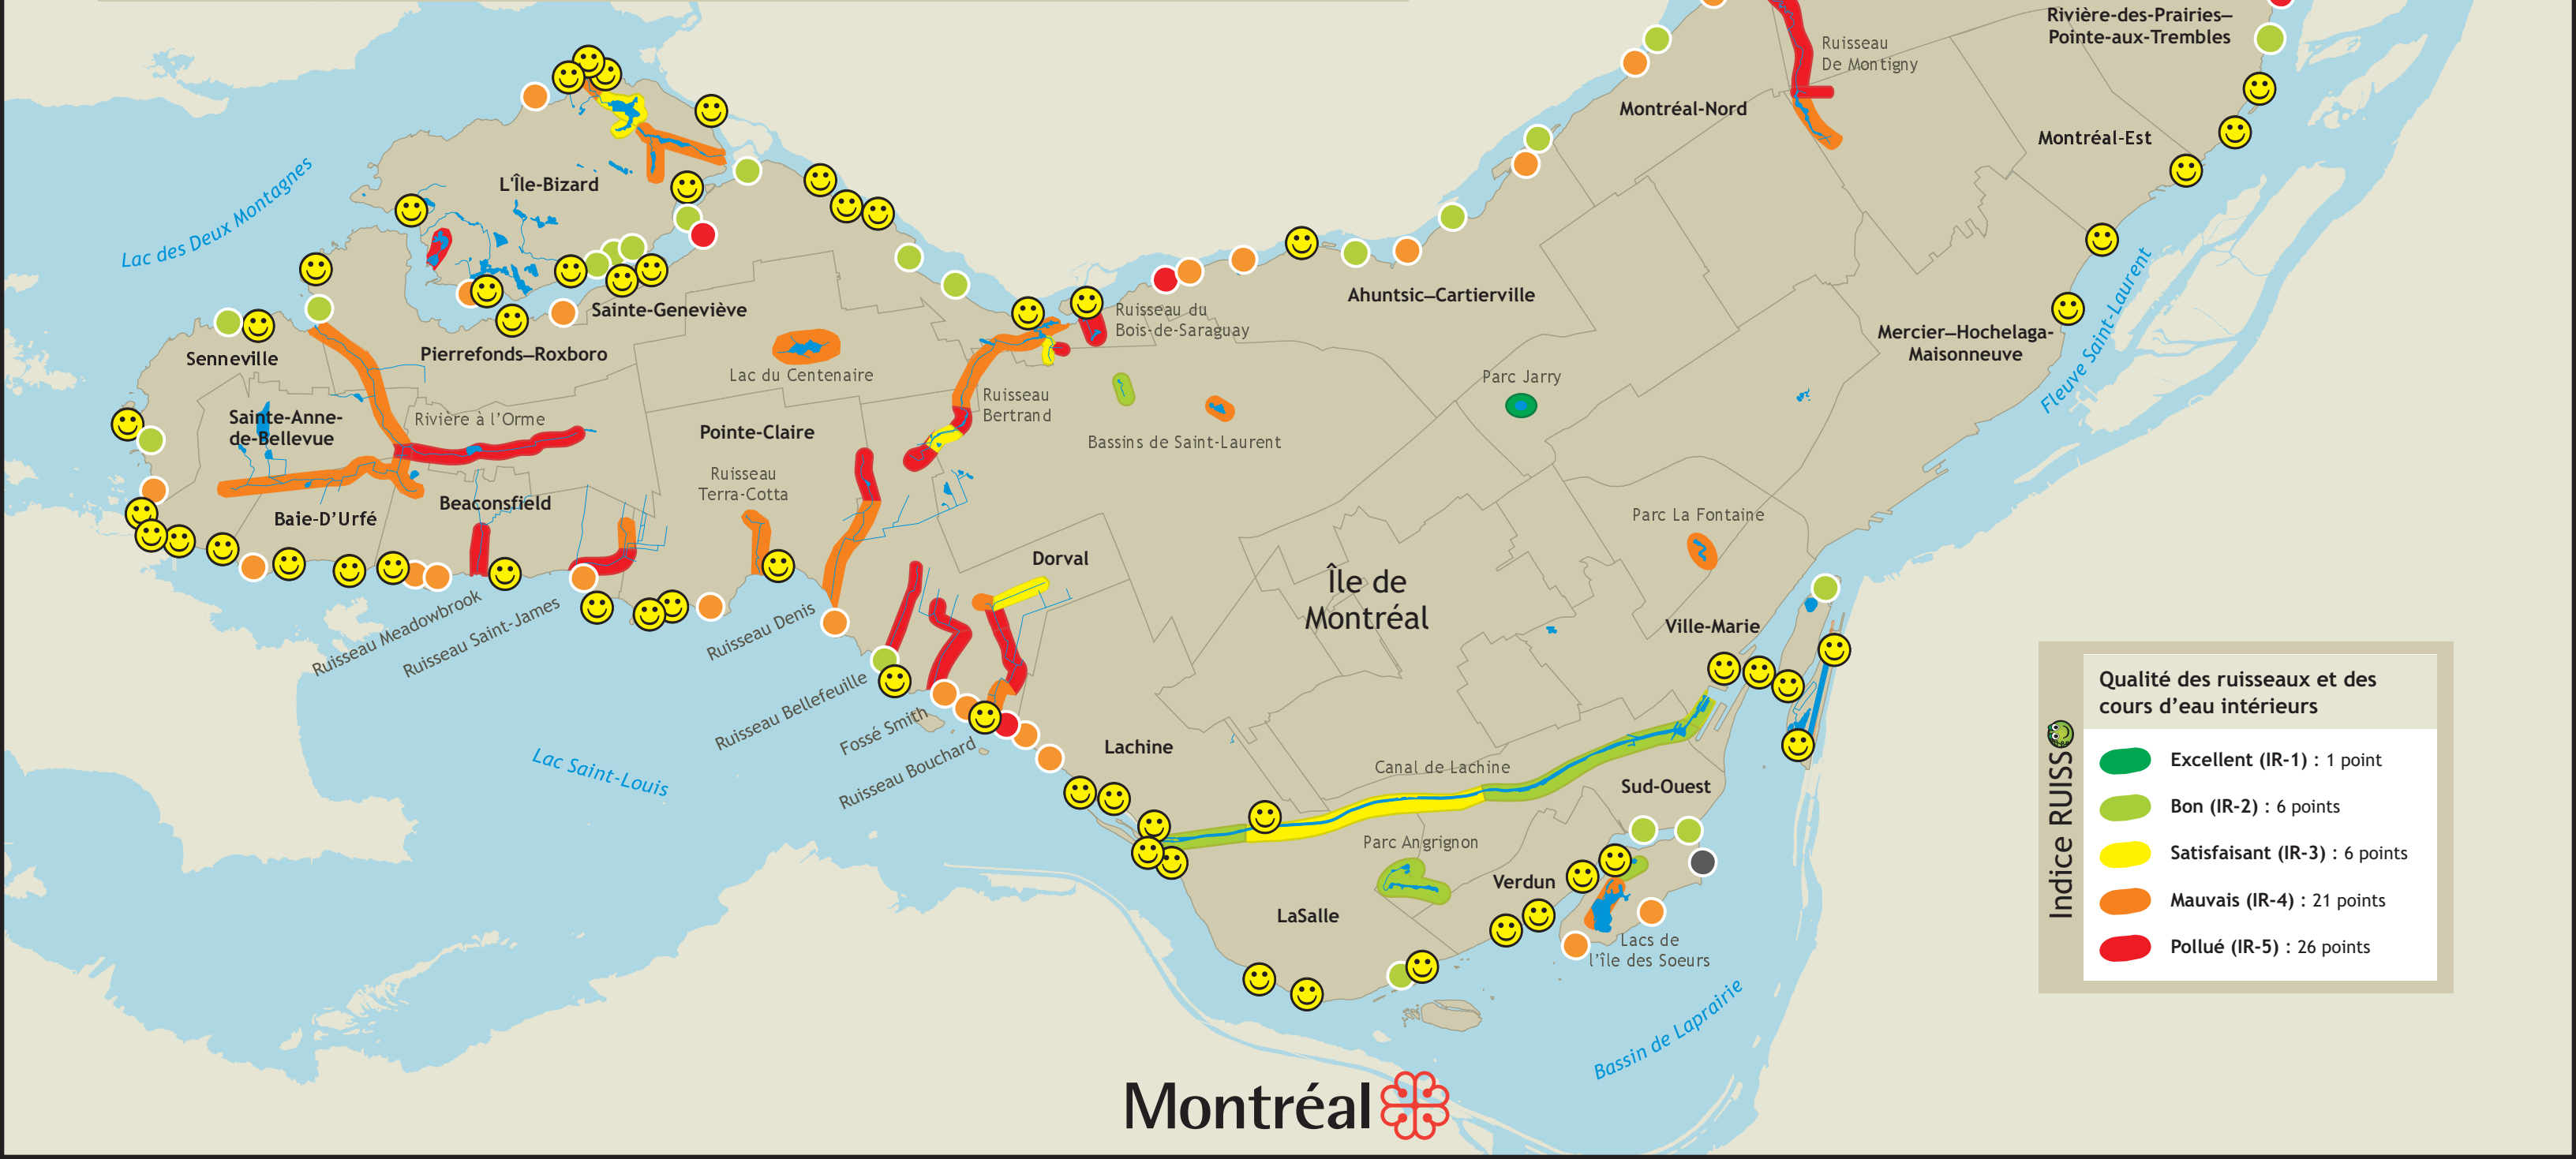 Rivière-des-Prairies–
Pointe-aux-Trembles
Ruisseau
De Montigny
Montréal-Nord
Montréal-Est
Lac des Deux Montagnes
L'Île-Bizard
Sainte-Geneviève
Ahuntsic–Cartierville
Ruisseau du
Bois-de-Saraguay
Fleuve Saint-Laurent
Mercier–Hochelaga-
Maisonneuve
Senneville
Pierrefonds–Roxboro
Lac du Centenaire
Parc Jarry
Ruisseau
Bertrand
Sainte-Anne-
de-Bellevue
Rivière à l'Orme
Pointe-Claire
Bassins de Saint-Laurent
Ruisseau
Terra-Cotta
Beaconsfield
Baie-D'Urfé
Parc La Fontaine
Dorval
Île de
Montréal
Ville-Marie
Ruisseau Meadowbrook
Ruisseau Saint-James
Ruisseau Denis
Ruisseau Bellefeuille
Fossé Smith
Ruisseau Bouchard
Lac Saint-Louis
Lachine
Canal de Lachine
Sud-Ouest
Parc Angrignon
Verdun
LaSalle
Lacs de
l'île des Soeurs
Bassin de Laprairie
Indice RUISSO
Qualité des ruisseaux et des
cours d'eau intérieurs
Excellent (IR-1) : 1 point
Bon (IR-2) : 6 points
Satisfaisant (IR-3) : 6 points
Mauvais (IR-4) : 21 points
Pollué (IR-5) : 26 points
Montréal